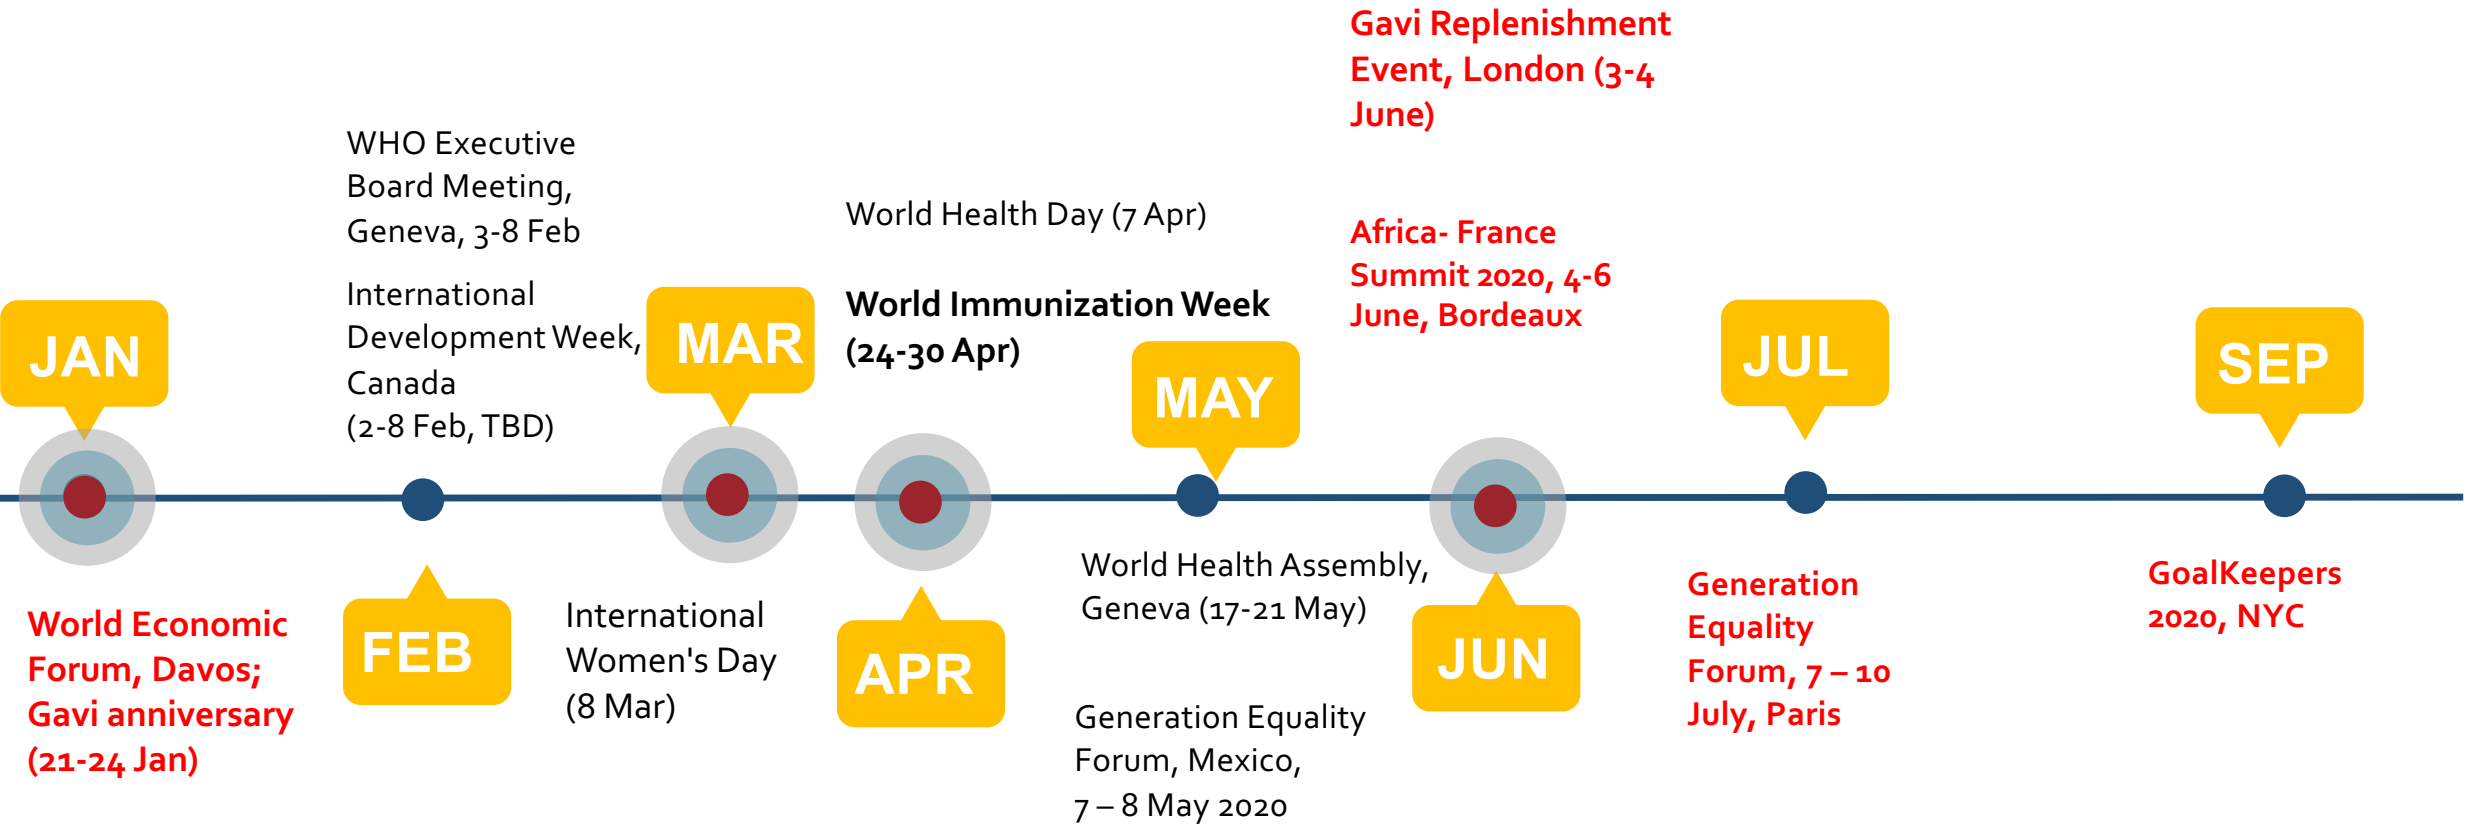 JAN
World Economic
Forum, Davos;
Gavi anniversary
(21-24 Jan)
WHO Executive
Board Meeting,
Geneva, 3-8 Feb
International
Development Week,
Canada
(2-8 Feb, TBD)
FEB
MAR
International
Women's Day
(8 Mar)
World Health Day (7 Apr)
World Immunization Week
(24-30 Apr)
APR
MAY
World Health Assembly,
Geneva (17-21 May)
Generation Equality
Forum, Mexico,
7 – 8 May 2020
Gavi Replenishment
Event, London (3-4
June)
Africa- France
Summit 2020, 4-6
June, Bordeaux
JUN
JUL
Generation
Equality
Forum, 7 – 10
July, Paris
SEP
GoalKeepers
2020, NYC